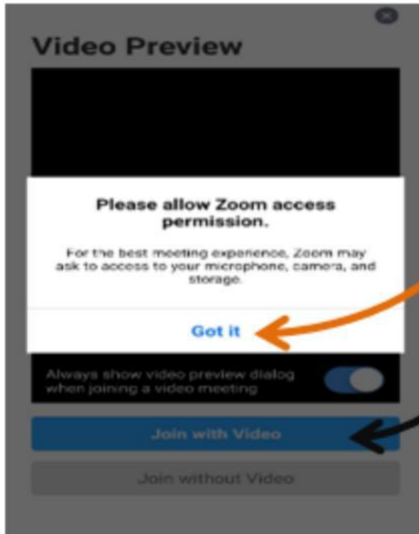 Video Preview
Please allow Zoom access
permission.
For the best meeting experience, Zoom may
ask to access to your microphone, camera, and
storage.
Got it
Always show video preview dialog
when joining a video meeting
Join with Video
Join without Video